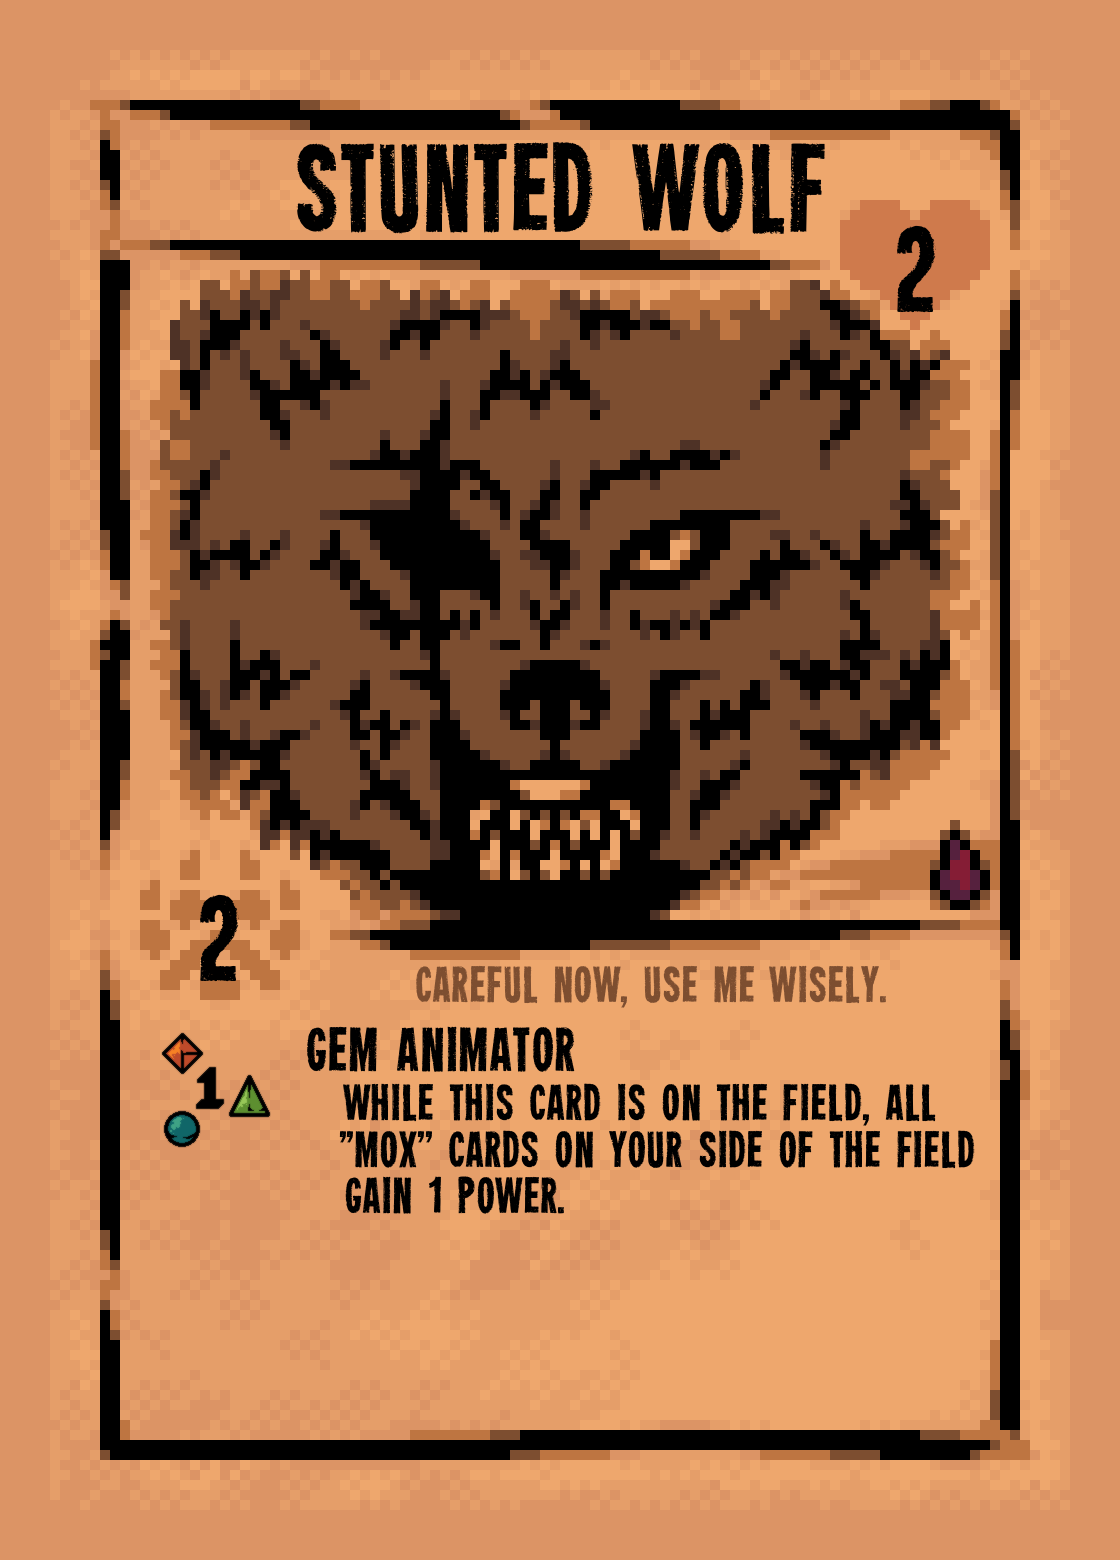 STUNTED WOLF
2
2
CAREFUL NOW, USE ME WISELY.
GEM ANIMATOR
1
WHILE THIS CARD IS ON THE FIELD, ALL
"MOX" CARDS ON YOUR SIDE OF THE FIELD
GAIN 1 POWER.